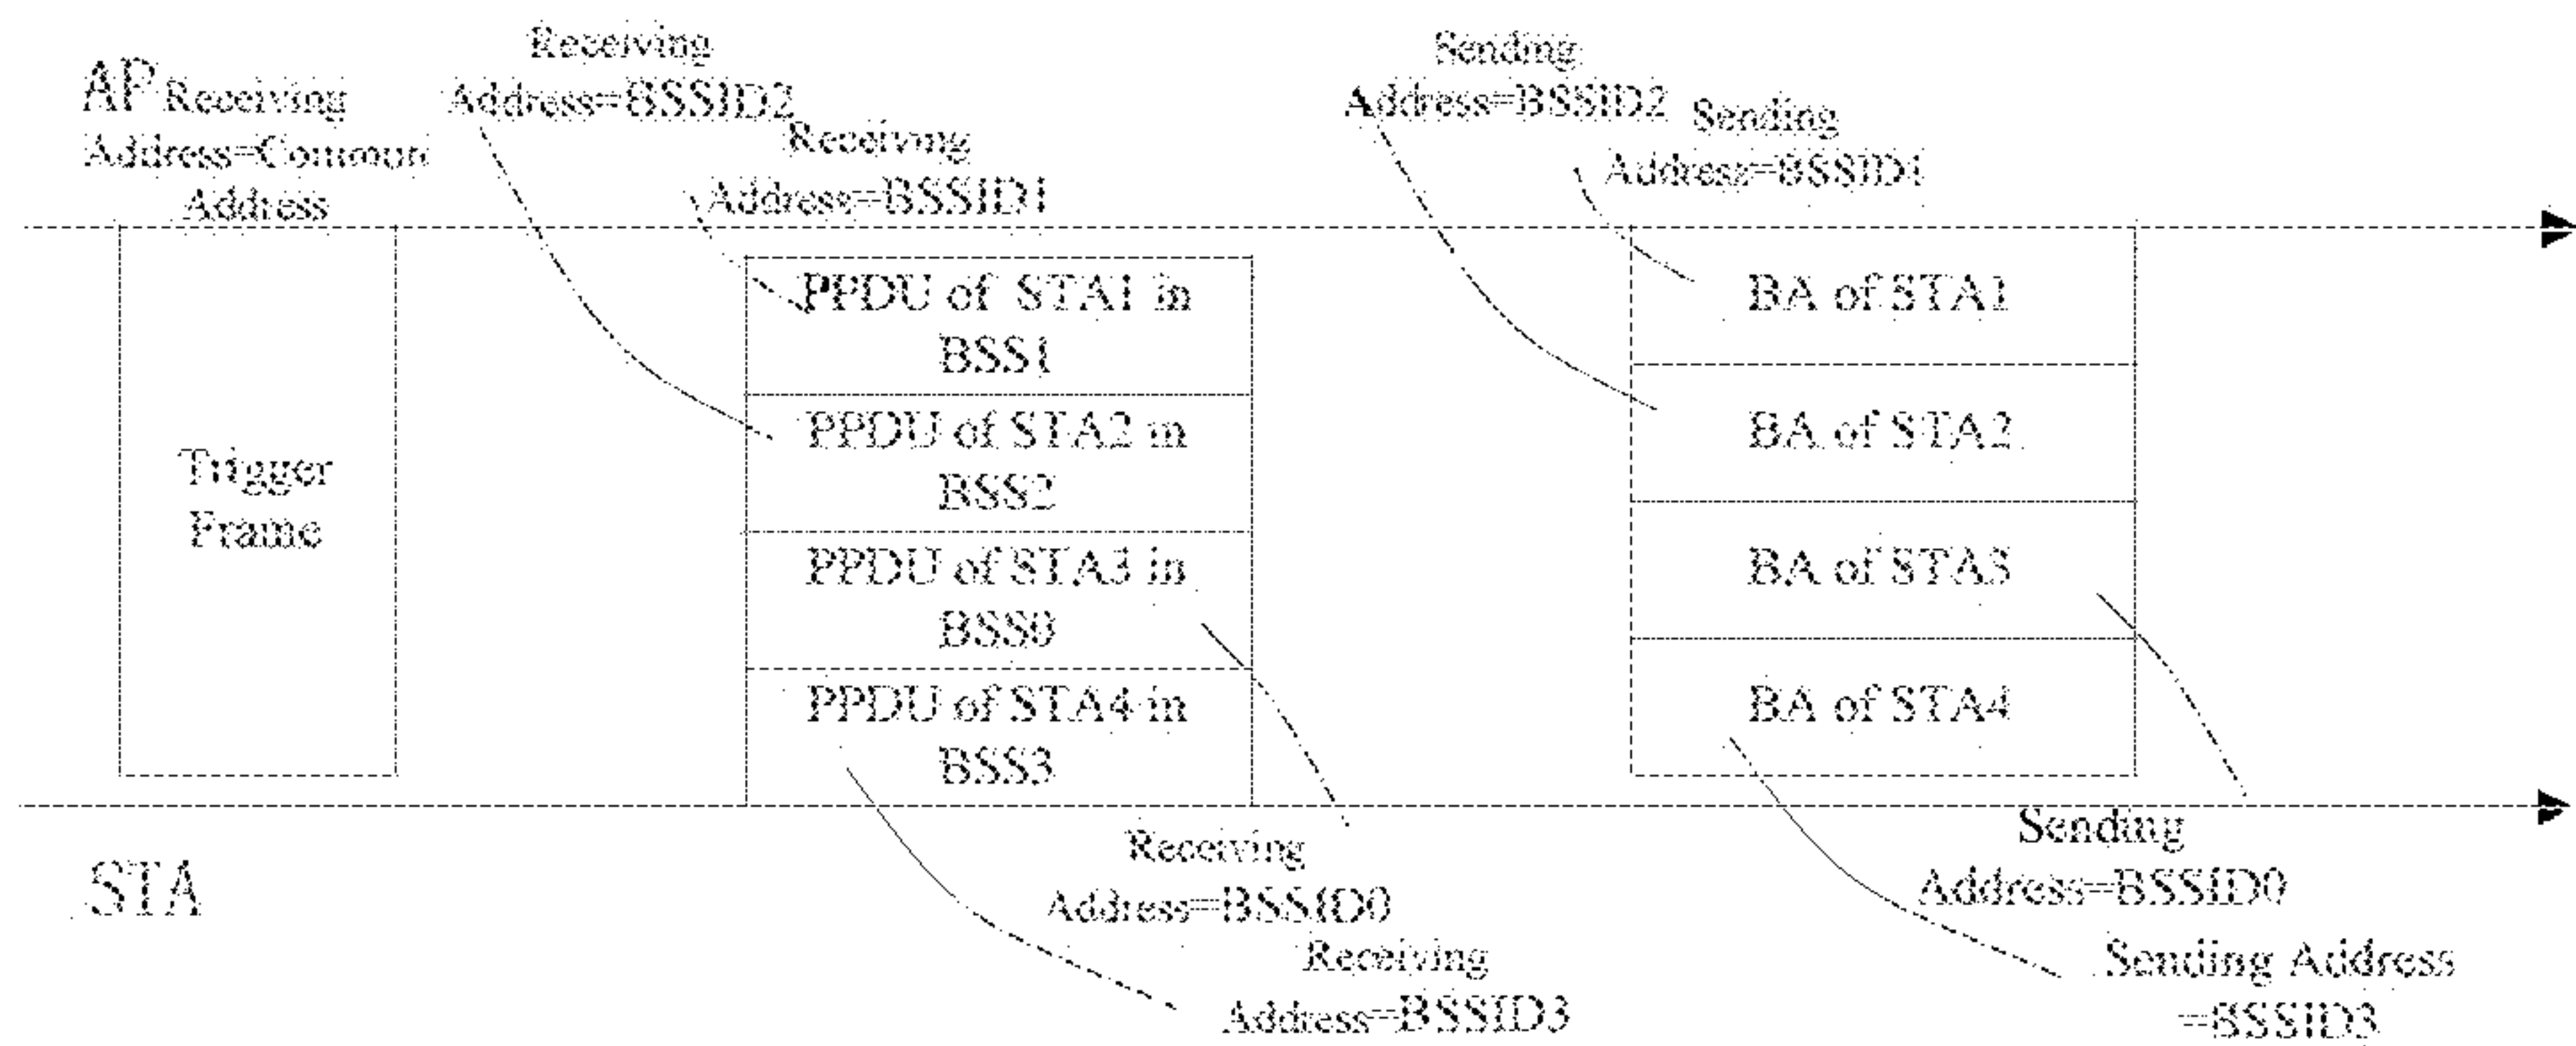 AP
Receiving
Address=Commun
Address
Receiving
Address=BSSID2
Receiving
Address=BSSID1
Sending
Address=BSSID2
Sending
Address=BSSID1
Trigger
Frame
PPDU of STA1 in
BSS1
PPDU of STA2 in
BSS2
PPDU of STA3 in
BSS0
PPDU of STA4 in
BSS3
BA of STA1
BA of STA2
BA of STA3
BA of STA4
STA
Receiving
Address=BSSID0
Receiving
Address=BSSID3
Sending
Address=BSSID0
Sending Address
=BSSID3